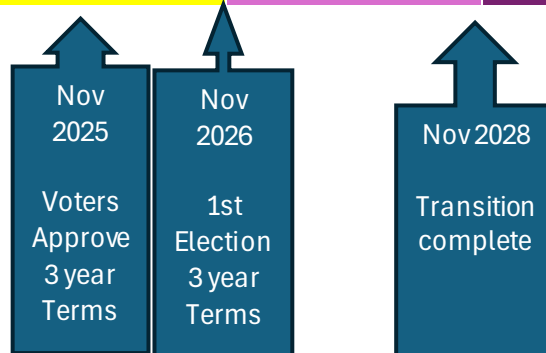 Nov
2025
Voters
Approve
3 year
Terms
Nov
2026
1st
Election
3 year
Terms
Nov 2028
Transition
complete